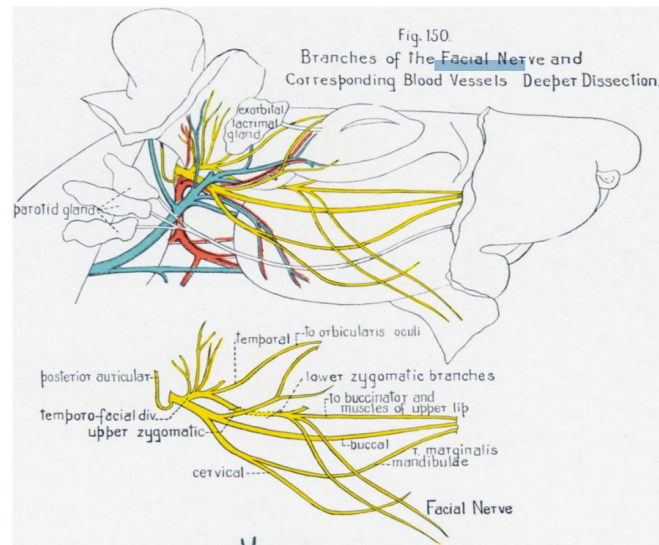 Fig. 150.
Branches of the Facial Nerve and
Corresponding Blood Vessels Deeper Dissection.
exorbital
lacrimal
gland
parotid gland
temporal
to orbicularis oculi
posterior auricular
lower zygomatic branches
to buccinator and
muscles of upper lip
temporo-facial div.
upper zygomatic
buccal
r. marginalis
mandibulae
cervical
Facial Nerve